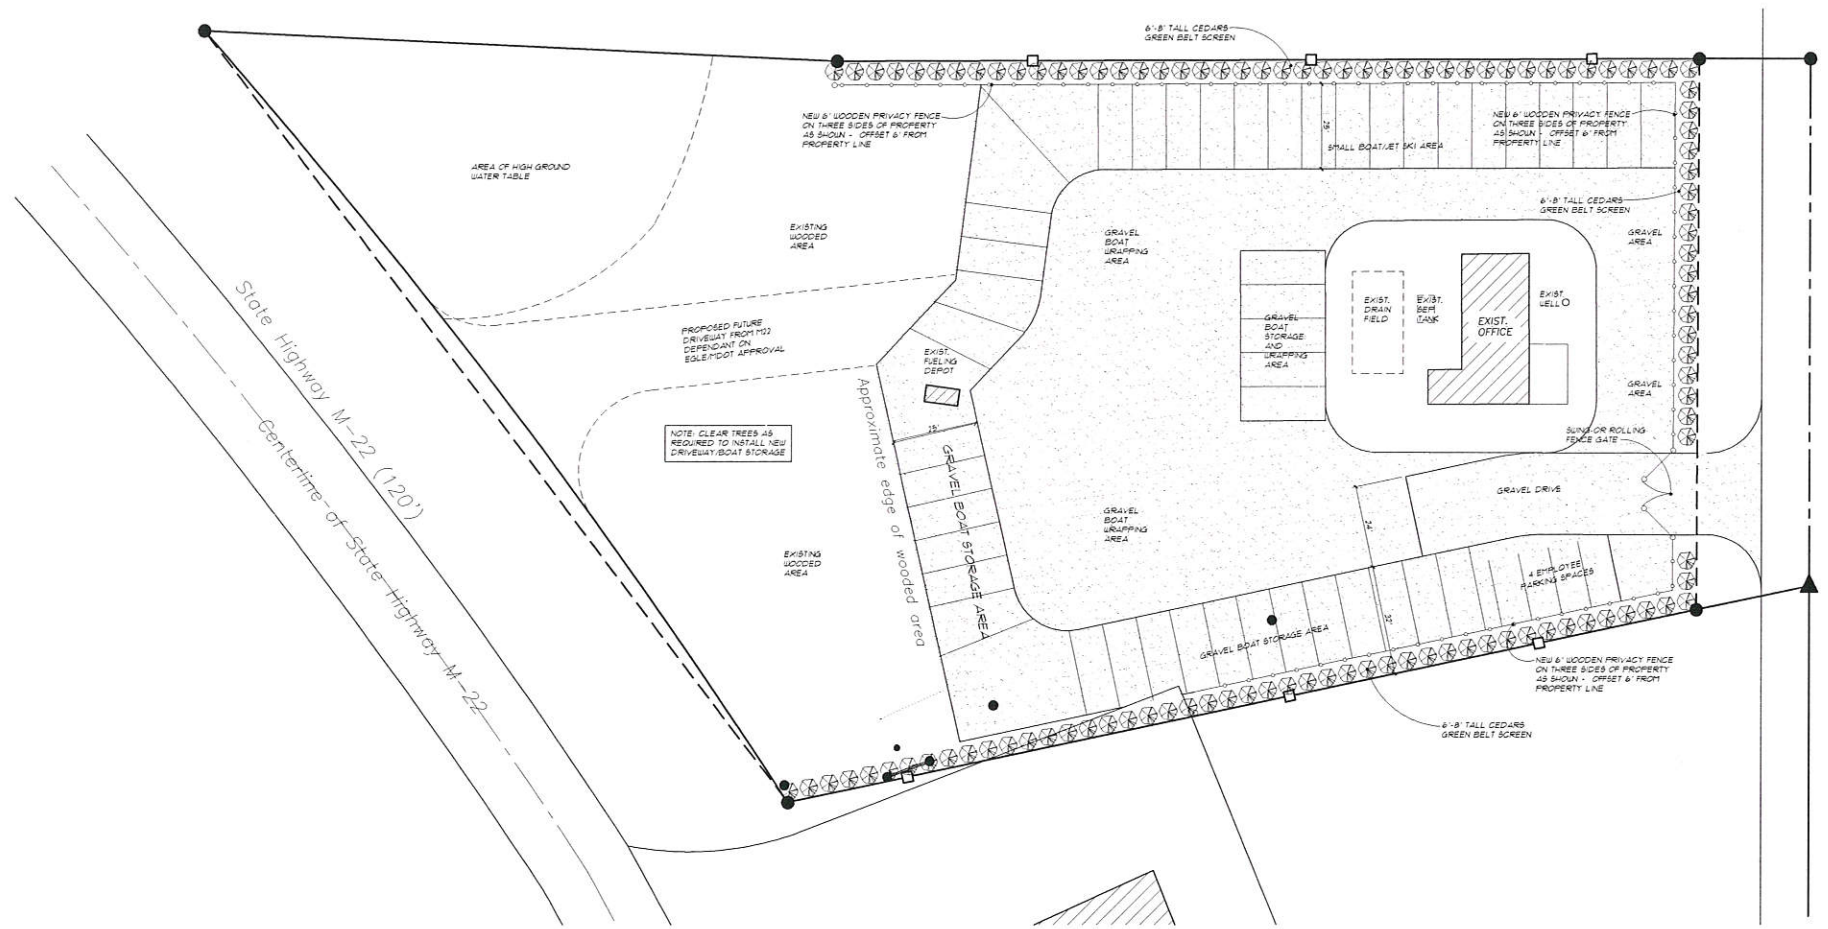 6'-8' TALL CEDARS
GREEN BELT SCREEN
NEW 6' WOODEN PRIVACY FENCE
ON THREE SIDES OF PROPERTY
AS SHOWN - OFFSET 6' FROM
PROPERTY LINE
NEW 6' WOODEN PRIVACY FENCE
ON THREE SIDES OF PROPERTY
AS SHOWN - OFFSET 6' FROM
PROPERTY LINE
SMALL BOAT/JET SKI AREA
AREA OF HIGH GROUND
WATER TABLE
6'-8' TALL CEDARS
GREEN BELT SCREEN
EXISTING
WOODED
AREA
GRAVEL
BOAT
WRAPPING
AREA
GRAVEL
AREA
State Highway M-22 (120')
Centerline of State Highway M-22
PROPOSED FUTURE
DRIVEWAY FROM M22
DEPENDANT ON
EGLE/MDOT APPROVAL
EXIST.
FUELING
DEPOT
GRAVEL
BOAT
STORAGE
AND
WRAPPING
AREA
EXIST.
DRAIN
FIELD
EXIST.
SEPT
TANK
EXIST.
OFFICE
EXIST.
WELL
GRAVEL
AREA
NOTE: CLEAR TREES AS
REQUIRED TO INSTALL NEW
DRIVEWAY/BOAT STORAGE
Approximate edge of wooded area
GRAVEL BOAT STORAGE AREA
SWING OR ROLLING
FENCE GATE
GRAVEL DRIVE
24'
GRAVEL
BOAT
WRAPPING
AREA
EXISTING
WOODED
AREA
4 EMPLOYEE
PARKING SPACES
32'
GRAVEL BOAT STORAGE AREA
NEW 6' WOODEN PRIVACY FENCE
ON THREE SIDES OF PROPERTY
AS SHOWN - OFFSET 6' FROM
PROPERTY LINE
6'-8' TALL CEDARS
GREEN BELT SCREEN